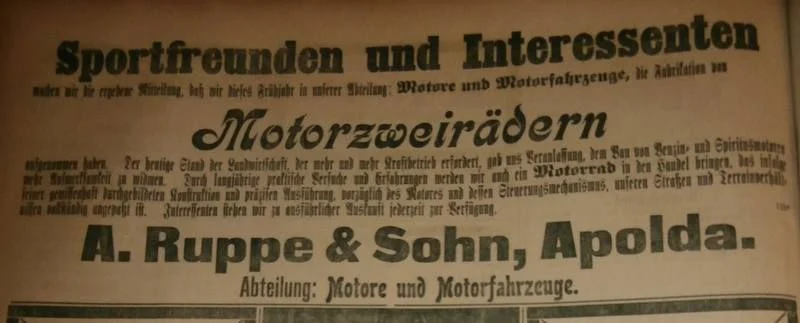 Sportfreunden und Interessenten
machen wir die ergebene Mitteilung, daß wir dieses Frühjahr in unserer Abteilung: Motore und Motorfahrzeuge, die Fabrikation von
Motorzweirädern
aufgenommen haben. Der heutige Stand der Landwirtschaft, der mehr und mehr Kraftbetrieb erfordert, gab uns Veranlassung, dem Bau von Benzin- und Spiritusmotoren
mehr Aufmerksamkeit zu widmen. Durch langjährige praktische Versuche und Erfahrungen werden wir auch ein Motorrad in den Handel bringen, das infolge
seiner gewissenhaft durchgebildeten Konstruktion und präzisen Ausführung, vorzüglich des Motores und dessen Steuerungsmechanismus, unseren Straßen und Terrainverhält-
nissen vollständig angepaßt ist. Interessenten stehen wir zu ausführlicher Auskunft jederzeit zur Verfügung.
A. Ruppe & Sohn, Apolda.
Abteilung: Motore und Motorfahrzeuge.